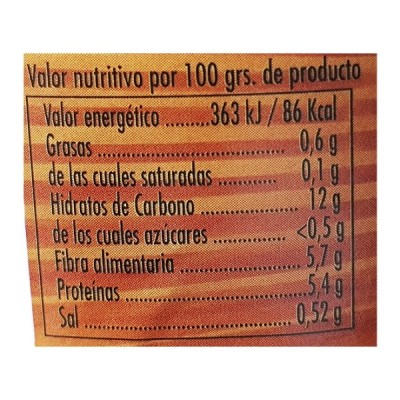 Valor nutritivo por 100 grs. de producto
Valor energético ........363 kJ / 86 Kcal
Grasas ................................ 0,6 g
de las cuales saturadas ............ 0,1 g
Hidratos de Carbono .................. 12 g
de los cuales azúcares ............. <0,5 g
Fibra alimentaria ..................... 5,7 g
Proteínas ............................... 5,4 g
Sal ...................................... 0,52 g